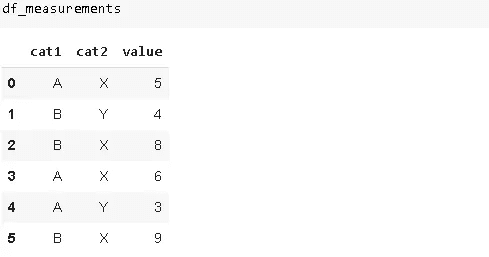 df_measurements
cat1 cat2 value
0 A X 5
1 B Y 4
2 B X 8
3 A X 6
4 A Y 3
5 B X 9